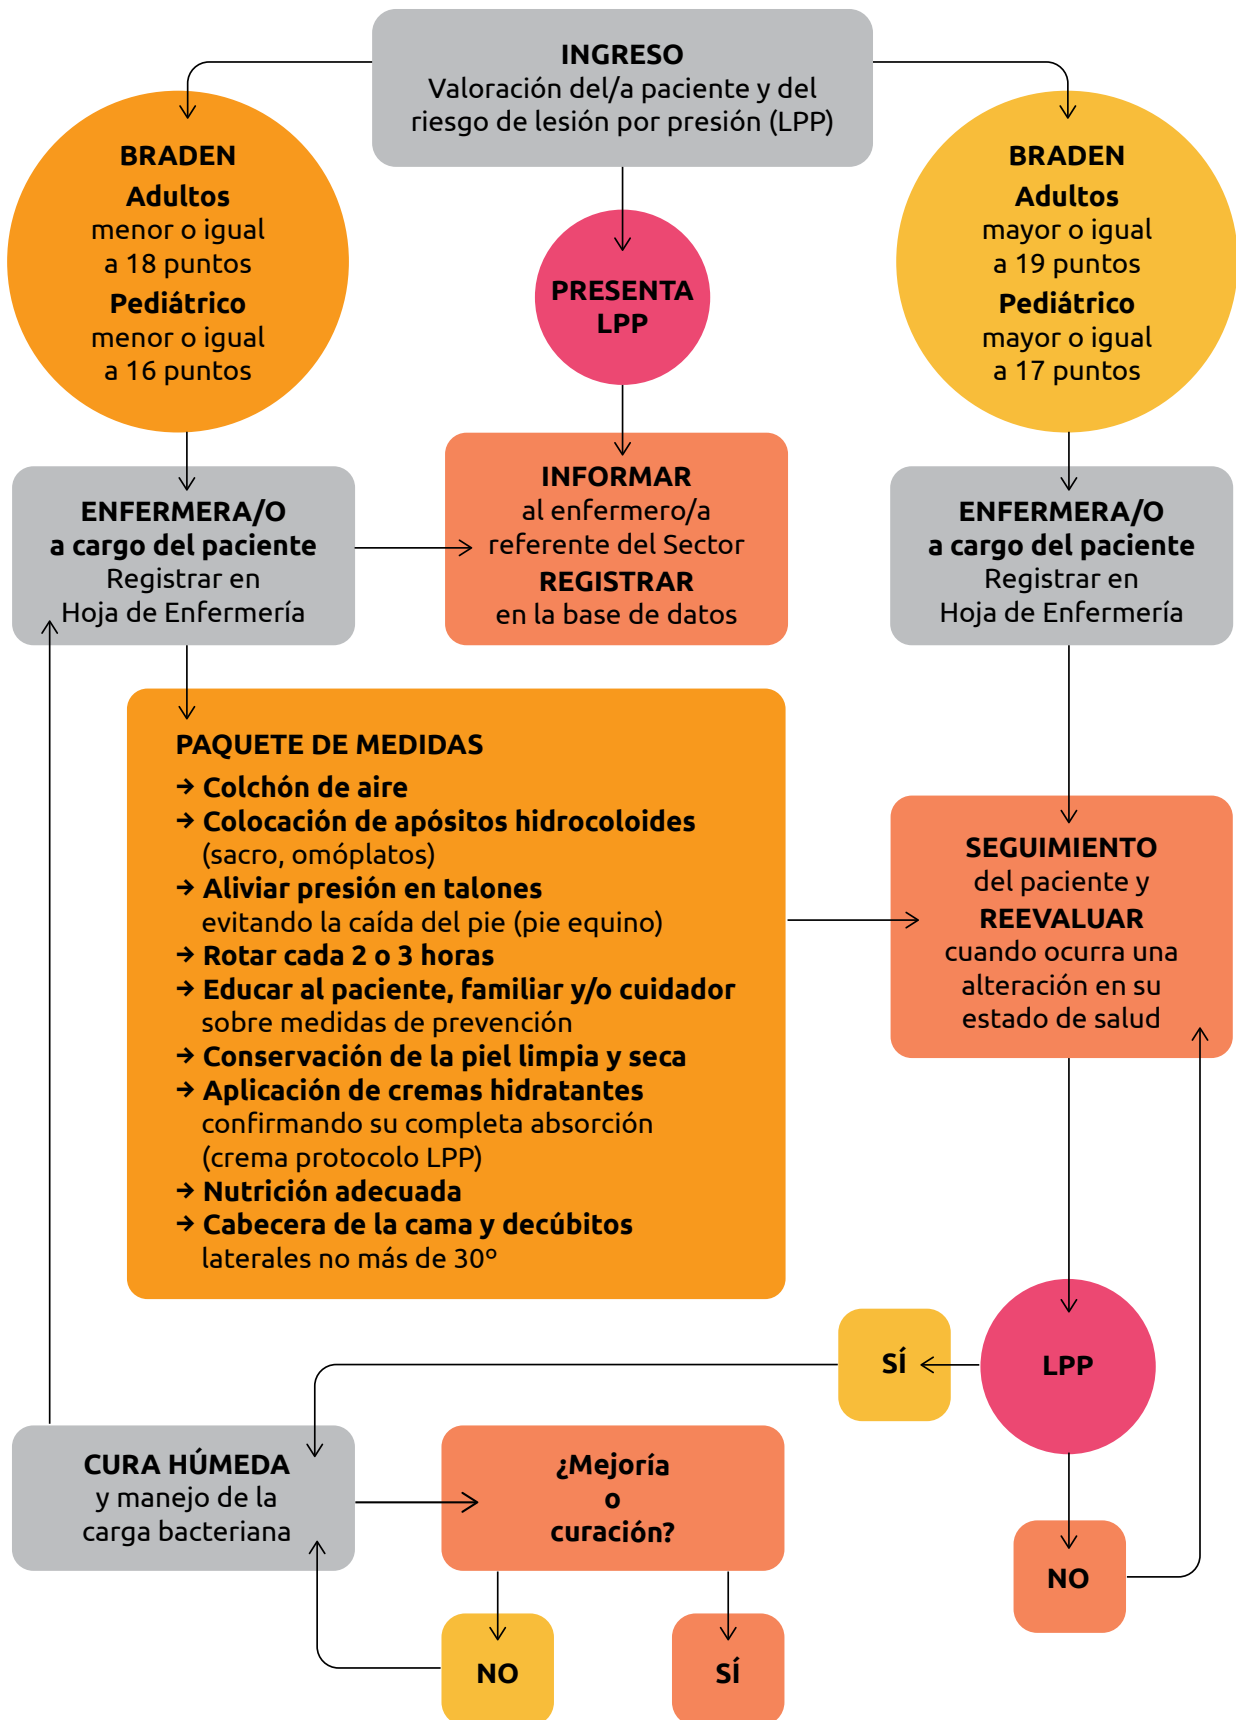 INGRESO
Valoración del/a paciente y del
riesgo de lesión por presión (LPP)
BRADEN
Adultos
menor o igual
a 18 puntos
Pediátrico
menor o igual
a 16 puntos
PRESENTA
LPP
BRADEN
Adultos
mayor o igual
a 19 puntos
Pediátrico
mayor o igual
a 17 puntos
ENFERMERA/O
a cargo del paciente
Registrar en
Hoja de Enfermería
INFORMAR
al enfermero/a
referente del Sector
REGISTRAR
en la base de datos
ENFERMERA/O
a cargo del paciente
Registrar en
Hoja de Enfermería
PAQUETE DE MEDIDAS
→ Colchón de aire
→ Colocación de apósitos hidrocoloides
(sacro, omóplatos)
→ Aliviar presión en talones
evitando la caída del pie (pie equino)
→ Rotar cada 2 o 3 horas
→ Educar al paciente, familiar y/o cuidador
sobre medidas de prevención
→ Conservación de la piel limpia y seca
→ Aplicación de cremas hidratantes
confirmando su completa absorción
(crema protocolo LPP)
→ Nutrición adecuada
→ Cabecera de la cama y decúbitos
laterales no más de 30º
SEGUIMIENTO
del paciente y
REEVALUAR
cuando ocurra una
alteración en su
estado de salud
LPP
SÍ
NO
CURA HÚMEDA
y manejo de la
carga bacteriana
¿Mejoría
o
curación?
NO
SÍ